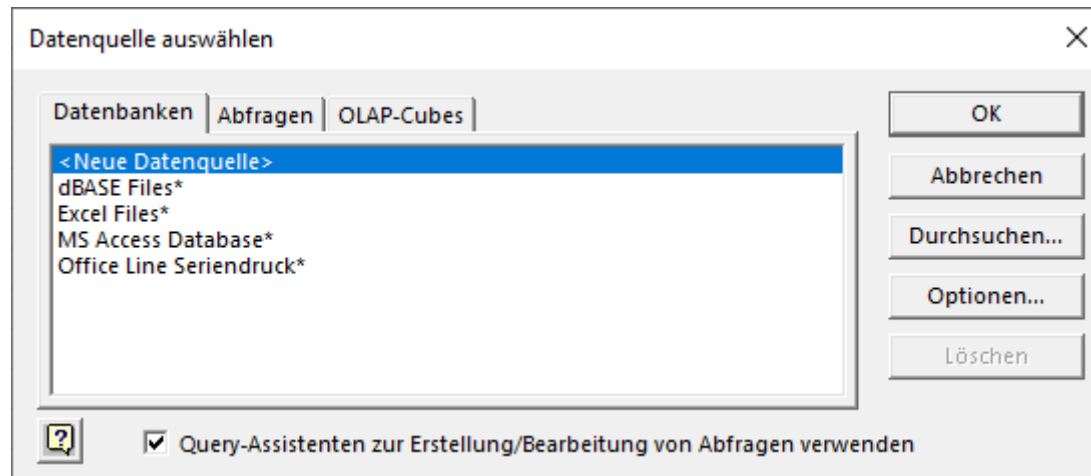 Datenquelle auswählen
Datenbanken Abfragen OLAP-Cubes
<Neue Datenquelle>
dBASE Files*
Excel Files*
MS Access Database*
Office Line Seriendruck*
OK
Abbrechen
Durchsuchen...
Optionen...
Löschen
?
Query-Assistenten zur Erstellung/Bearbeitung von Abfragen verwenden